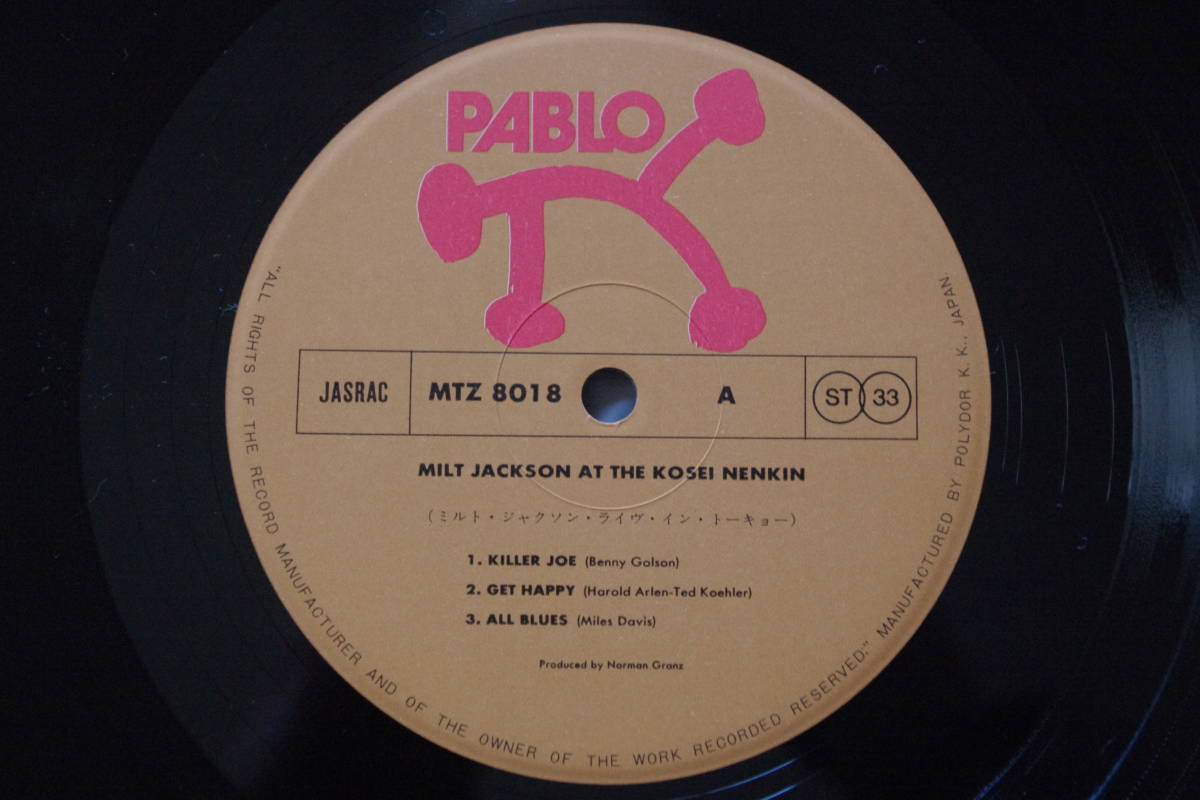 PABLO
JASRAC
MTZ 8018
A
ST
33
MILT JACKSON AT THE KOSEI NENKIN
(ミルト・ジャクソン・ライヴ・イン・トーキョー)
1. KILLER JOE (Benny Golson)
2. GET HAPPY (Harold Arlen-Ted Koehler)
3. ALL BLUES (Miles Davis)
Produced by Norman Granz
"ALL RIGHTS OF THE RECORD MANUFACTURER AND OF THE OWNER OF THE WORK RECORDED RESERVED." MANUFACTURED BY POLYDOR K. K., JAPAN.